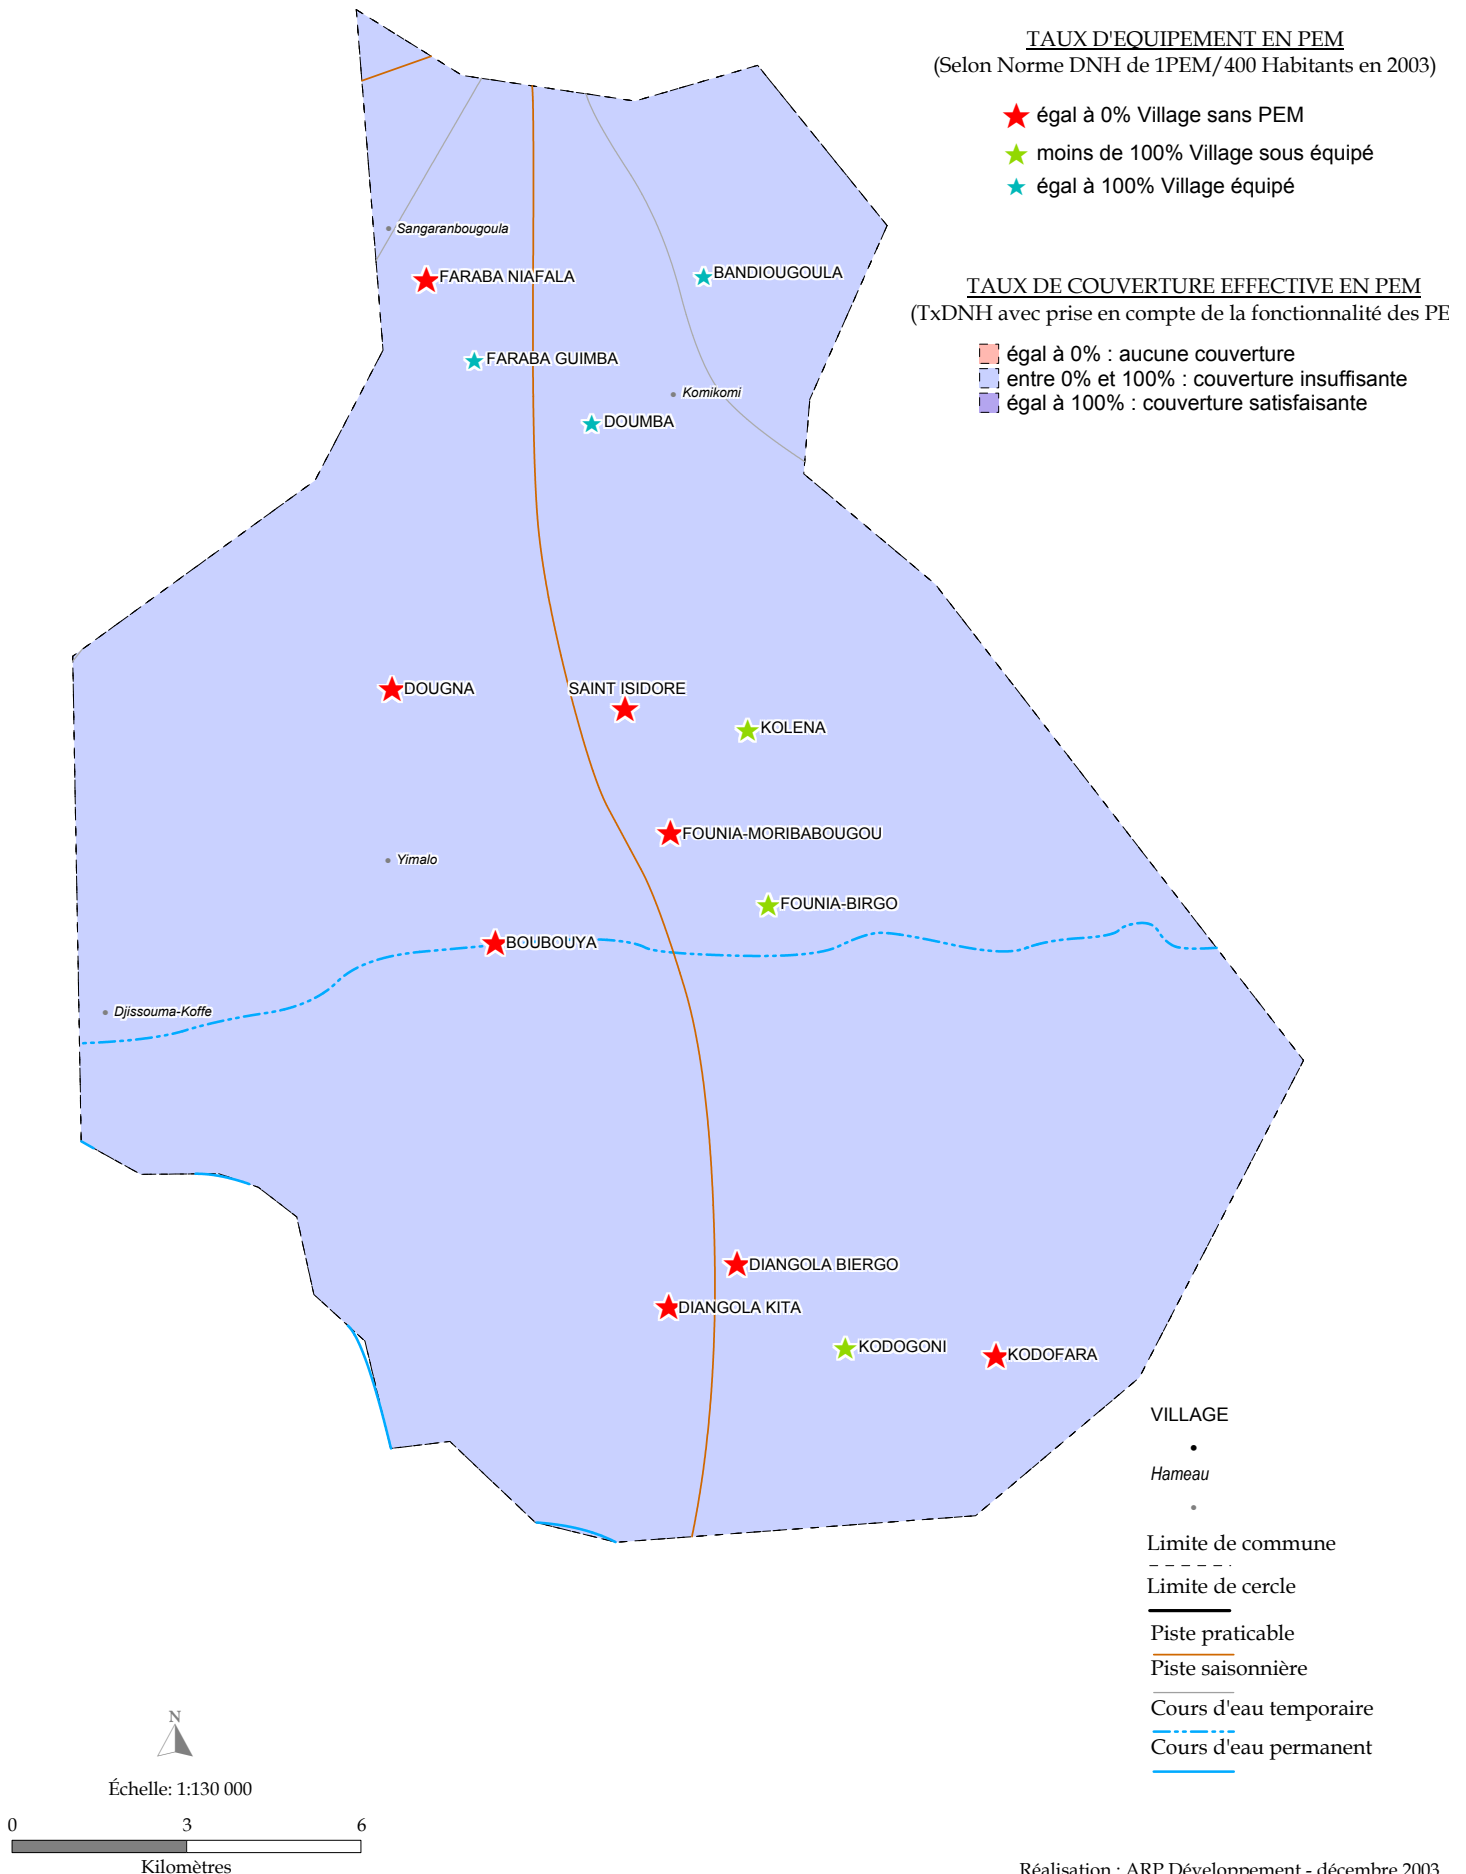 TAUX D'EQUIPEMENT EN PEM
(Selon Norme DNH de 1PEM/400 Habitants en 2003)
égal à 0% Village sans PEM
moins de 100% Village sous équipé
égal à 100% Village équipé
TAUX DE COUVERTURE EFFECTIVE EN PEM
(TxDNH avec prise en compte de la fonctionnalité des PE
égal à 0% : aucune couverture
entre 0% et 100% : couverture insuffisante
égal à 100% : couverture satisfaisante
Sangaranbougoula
FARABA NIAFALA
BANDIOUGOULA
FARABA GUIMBA
Komikomi
DOUMBA
DOUGNA
SAINT ISIDORE
KOLENA
FOUNIA-MORIBABOUGOU
Yimalo
FOUNIA-BIRGO
BOUBOUYA
Djissouma-Koffe
DIANGOLA BIERGO
DIANGOLA KITA
KODOGONI
KODOFARA
VILLAGE
Hameau
Limite de commune
Limite de cercle
Piste praticable
Piste saisonnière
Cours d'eau temporaire
Cours d'eau permanent
N
Échelle: 1:130 000
0 3 6
Kilomètres
Réalisation : ARP Développement - décembre 2003